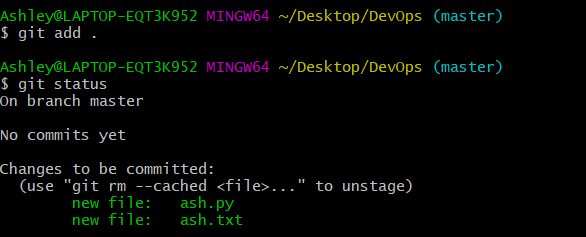 Ashley@LAPTOP-EQT3K952 MINGW64 ~/Desktop/DevOps (master)
$ git add .
Ashley@LAPTOP-EQT3K952 MINGW64 ~/Desktop/DevOps (master)
$ git status
On branch master
No commits yet
Changes to be committed:
  (use "git rm --cached <file>..." to unstage)
        new file:   ash.py
        new file:   ash.txt